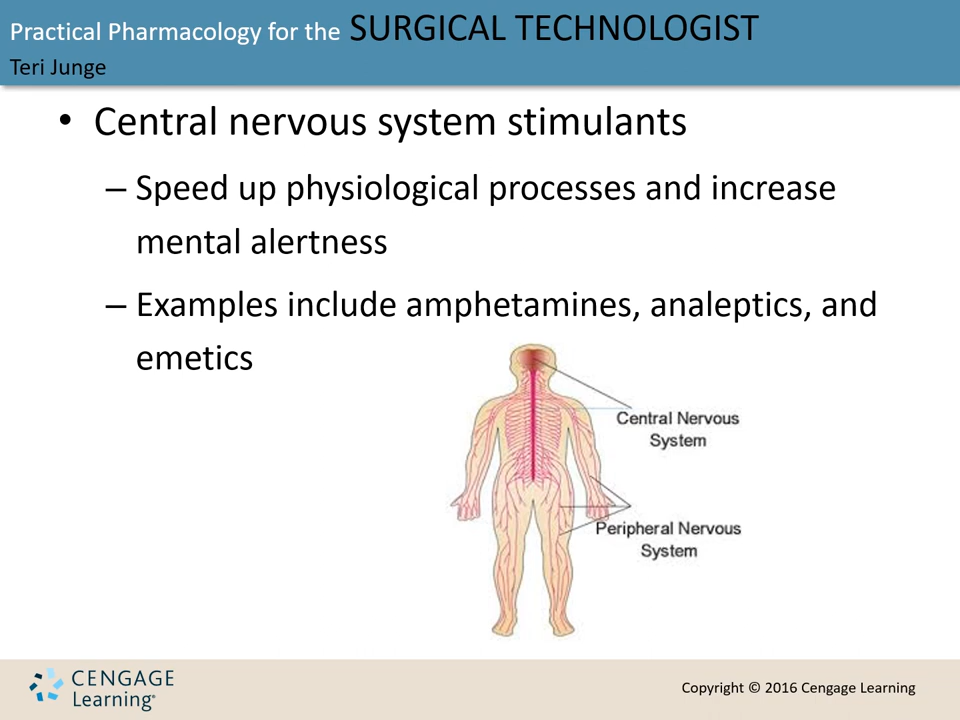 Practical Pharmacology for the SURGICAL TECHNOLOGIST
Teri Junge
• Central nervous system stimulants
– Speed up physiological processes and increase
mental alertness
– Examples include amphetamines, analeptics, and
emetics
Central Nervous
System
Peripheral Nervous
System
CENGAGE
Learning®
Copyright © 2016 Cengage Learning